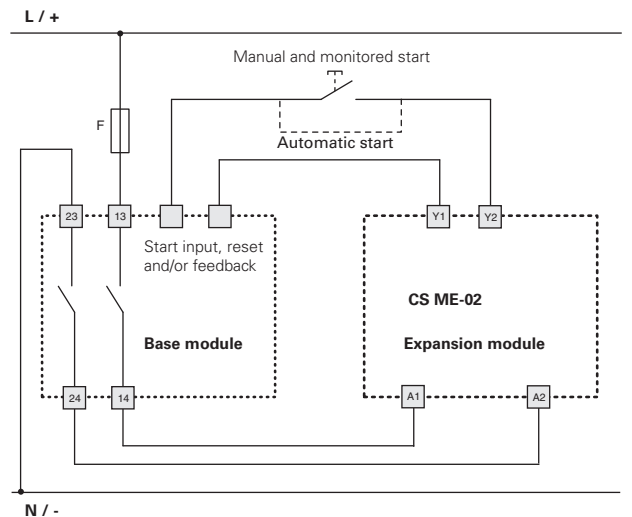 L / +
Manual and monitored start
F
Automatic start
23
13
Y1
Y2
Start input, reset
and/or feedback
CS ME-02
Base module
Expansion module
24
14
A1
A2
N / -